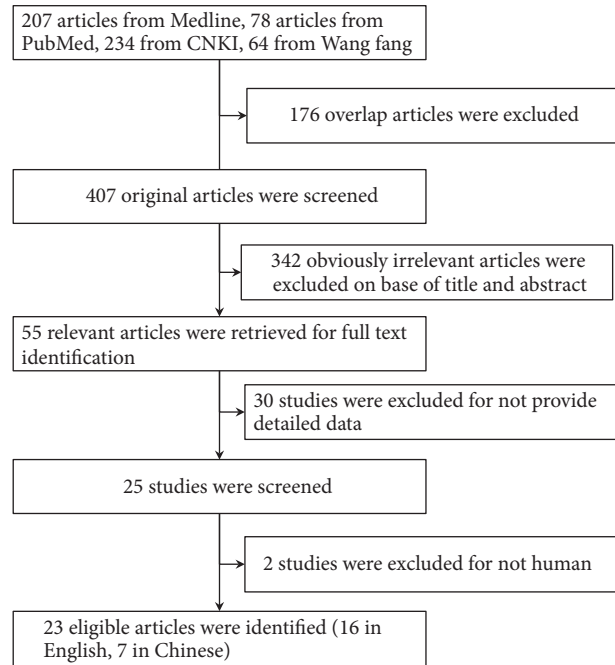 207 articles from Medline, 78 articles from
PubMed, 234 from CNKI, 64 from Wang fang
176 overlap articles were excluded
407 original articles were screened
342 obviously irrelevant articles were
excluded on base of title and abstract
55 relevant articles were retrieved for full text
identification
30 studies were excluded for not provide
detailed data
25 studies were screened
2 studies were excluded for not human
23 eligible articles were identified (16 in
English, 7 in Chinese)